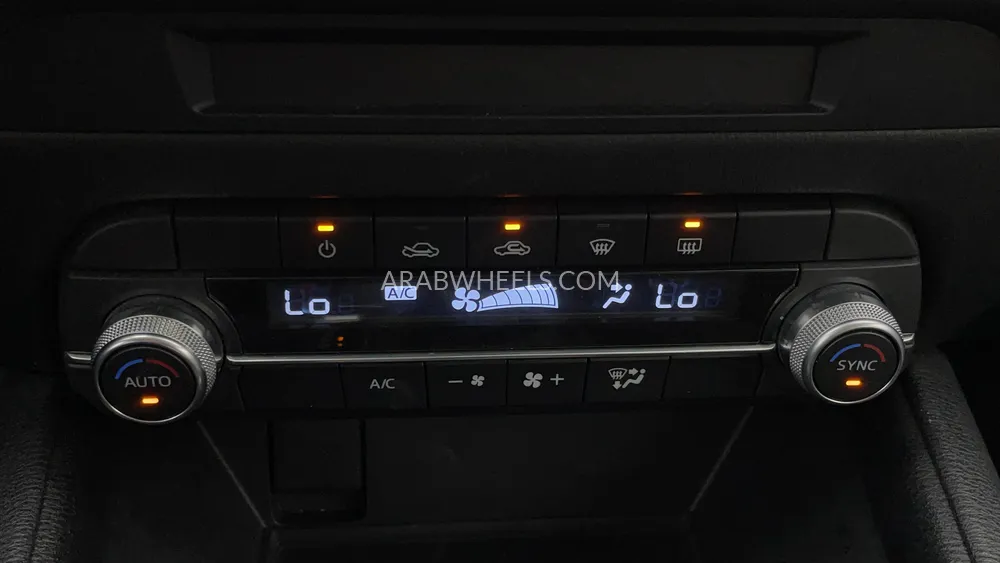 ARABWHEELS.COM
Lo A/C Lo
AUTO SYNC
A/C - +